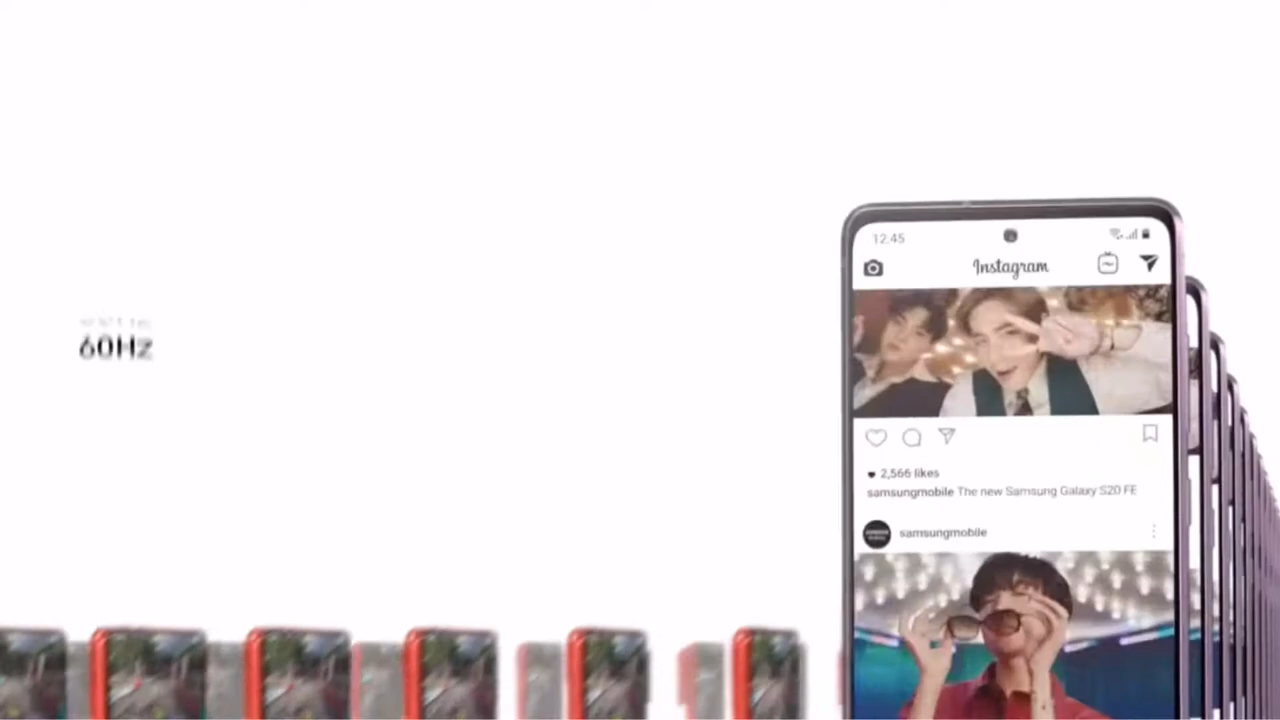 12.45
Instagram
60Hz
2,566 likes
samsungmobile The new Samsung Galaxy S20 FE
samsungmobile